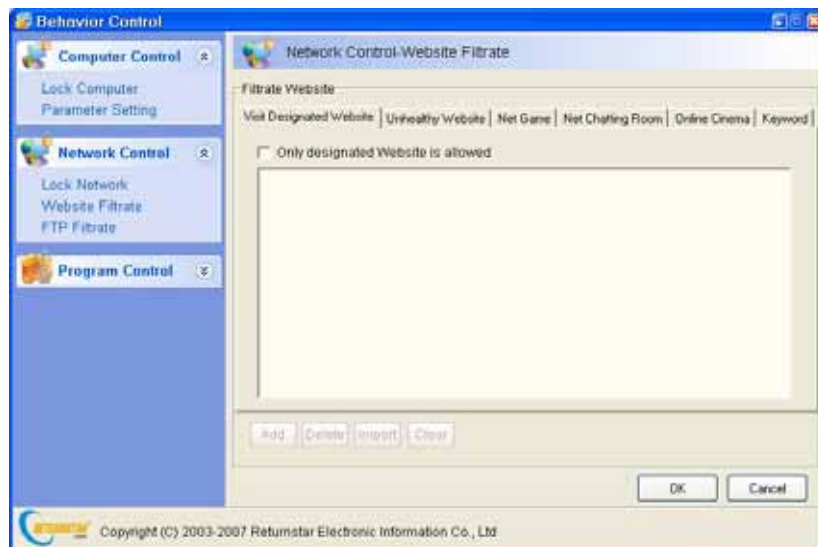 Behavior Control
Computer Control
Lock Computer
Parameter Setting
Network Control
Lock Network
Website Filtrate
FTP Filtrate
Program Control
Network Control-Website Filtrate
Filtrate Website
Visit Designated Website
Unhealthy Website
Net Game
Net Chatting Room
Online Cinema
Keyword
Only designated Website is allowed
Add
Delete
Import
Clear
OK
Cancel
RETURNSTAR
Copyright (C) 2003-2007 Returnstar Electronic Information Co., Ltd